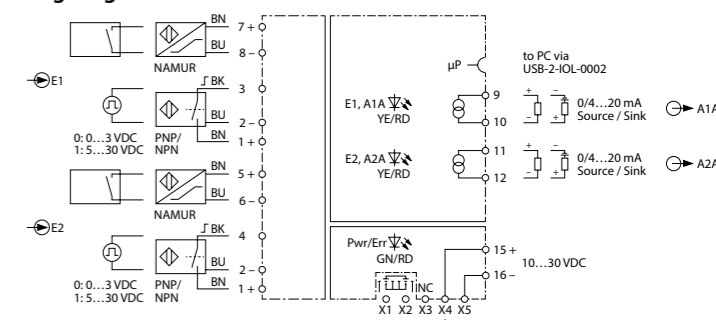 BN
7 +
BU
8 –
NAMUR
E1
BK
3
BU
2 –
BN
1 +
0: 0…3 VDC
1: 5…30 VDC
PNP/
NPN
BN
5 +
BU
6 –
NAMUR
E2
BK
4
BU
2 –
BN
1 +
0: 0…3 VDC
1: 5…30 VDC
PNP/
NPN
µP
to PC via
USB-2-IOL-0002
E1, A1A
YE/RD
9
10
+
–
–
+
0/4…20 mA
Source / Sink
A1A
E2, A2A
YE/RD
11
12
+
–
–
+
0/4…20 mA
Source / Sink
A2A
Pwr/Err
GN/RD
15 +
16 –
10…30 VDC
NC
X1 X2 X3 X4 X5